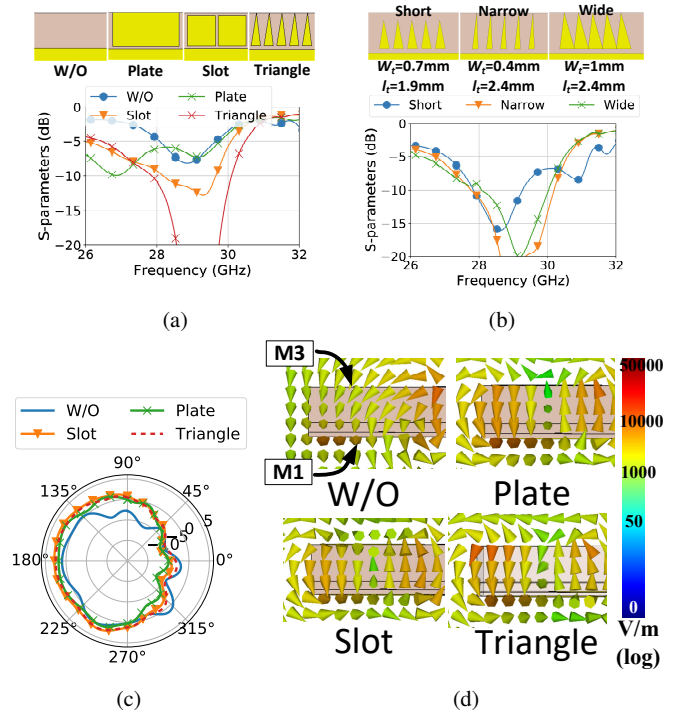 W/O Plate Slot Triangle
W/O Plate
Slot Triangle
S-parameters (dB)
0
−5
−10
−15
−20
26 28 30 32
Frequency (GHz)
(a)
Short Narrow Wide
Wt=0.7mm Wt=0.4mm Wt=1mm
lt=1.9mm lt=2.4mm lt=2.4mm
Short Narrow Wide
S-parameters (dB)
0
−5
−10
−15
−20
26 28 30 32
Frequency (GHz)
(b)
W/O Plate
Slot Triangle
90°
135° 45°
5
0
−5
180° 0°
225° 315°
270°
(c)
M3
M1
W/O Plate
Slot Triangle
50000
10000
1000
50
0
V/m
(log)
(d)